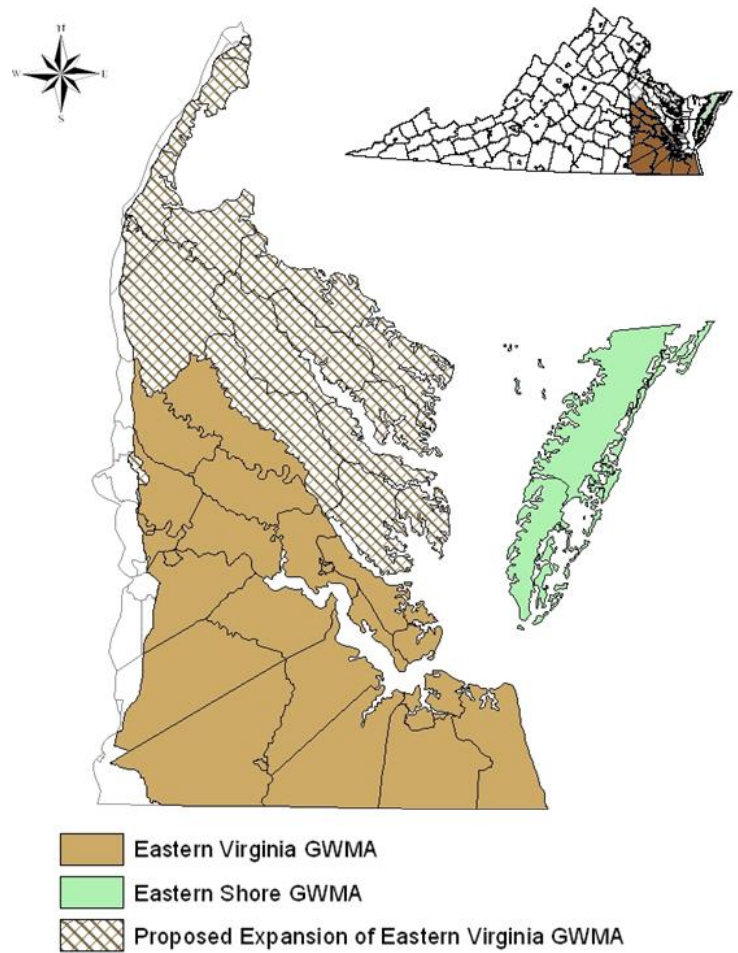 N
W E
S
Eastern Virginia GWMA
Eastern Shore GWMA
Proposed Expansion of Eastern Virginia GWMA